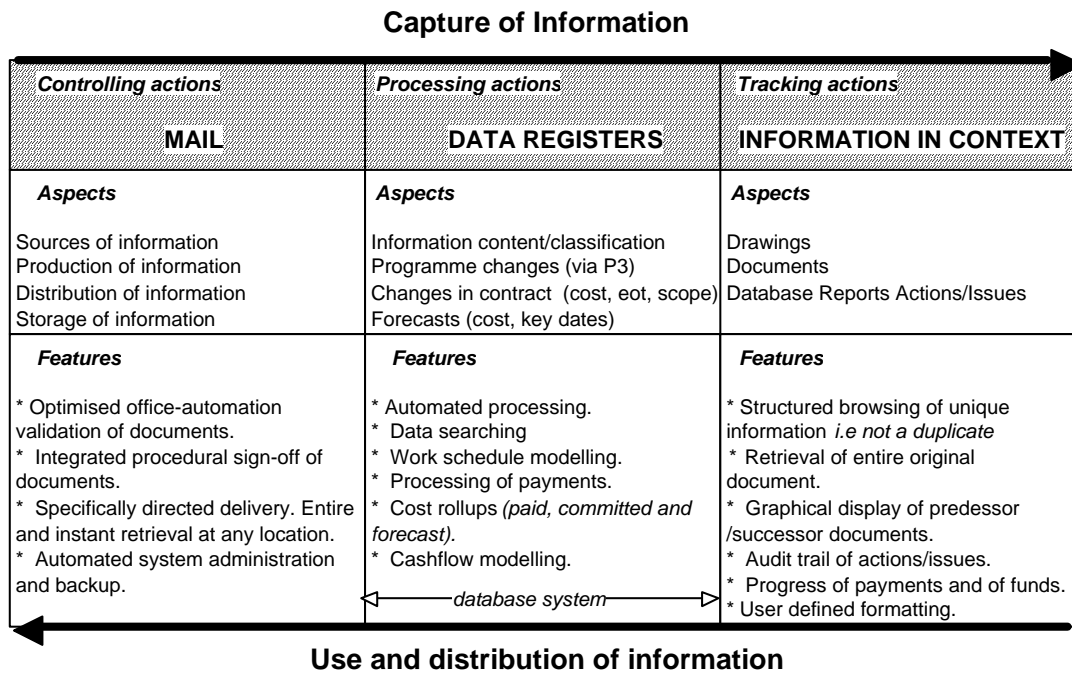 Capture of Information
Controlling actions
MAIL
Processing actions
DATA REGISTERS
Tracking actions
INFORMATION IN CONTEXT
Aspects
Sources of information
Production of information
Distribution of information
Storage of information
Aspects
Information content/classification
Programme changes (via P3)
Changes in contract (cost, eot, scope)
Forecasts (cost, key dates)
Aspects
Drawings
Documents
Database Reports Actions/Issues
Features
* Optimised office-automation
validation of documents.
* Integrated procedural sign-off of
documents.
* Specifically directed delivery. Entire
and instant retrieval at any location.
* Automated system administration
and backup.
Features
* Automated processing.
* Data searching
* Work schedule modelling.
* Processing of payments.
* Cost rollups (paid, committed and
forecast).
* Cashflow modelling.
database system
Features
* Structured browsing of unique
information i.e not a duplicate
* Retrieval of entire original
document.
* Graphical display of predessor
/successor documents.
* Audit trail of actions/issues.
* Progress of payments and of funds.
* User defined formatting.
Use and distribution of information